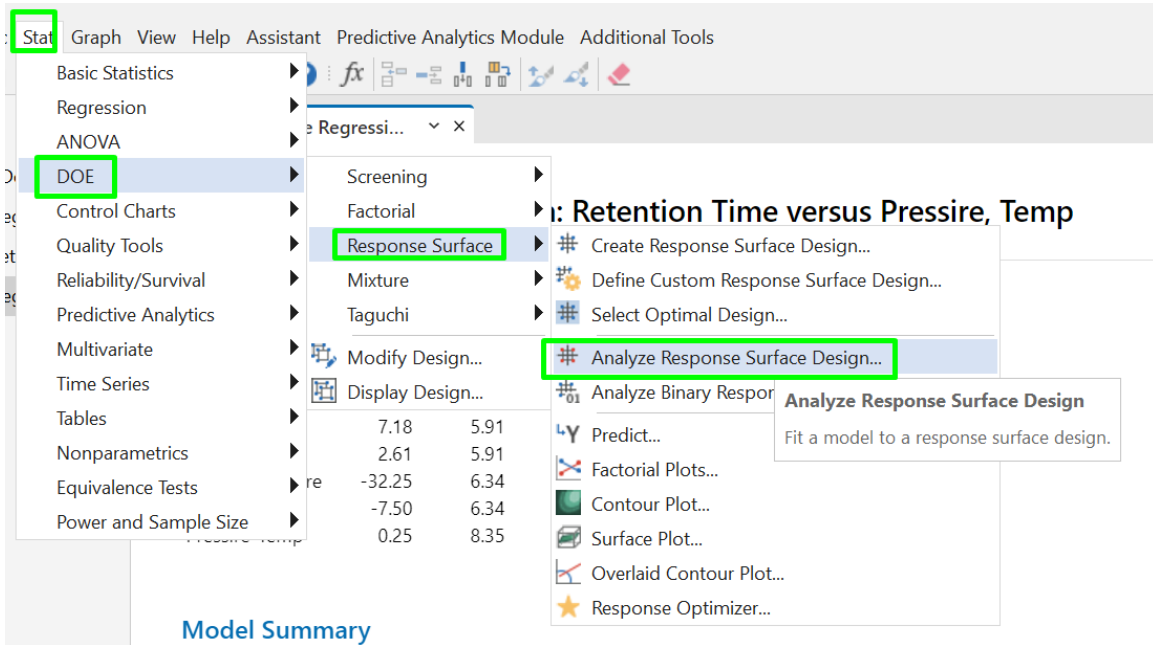 Stat Graph View Help Assistant Predictive Analytics Module Additional Tools
Basic Statistics
Regression
ANOVA
DOE
Control Charts
Quality Tools
Reliability/Survival
Predictive Analytics
Multivariate
Time Series
Tables
Nonparametrics
Equivalence Tests
Power and Sample Size
fx
e Regressi...
: Retention Time versus Pressire, Temp
Screening
Factorial
Response Surface
Mixture
Taguchi
Modify Design...
Display Design...
Create Response Surface Design...
Define Custom Response Surface Design...
Select Optimal Design...
Analyze Response Surface Design...
Analyze Binary Respon
Predict...
Factorial Plots...
Contour Plot...
Surface Plot...
Overlaid Contour Plot...
Response Optimizer...
Analyze Response Surface Design
Fit a model to a response surface design.
7.18 5.91
2.61 5.91
re -32.25 6.34
-7.50 6.34
0.25 8.35
Model Summary